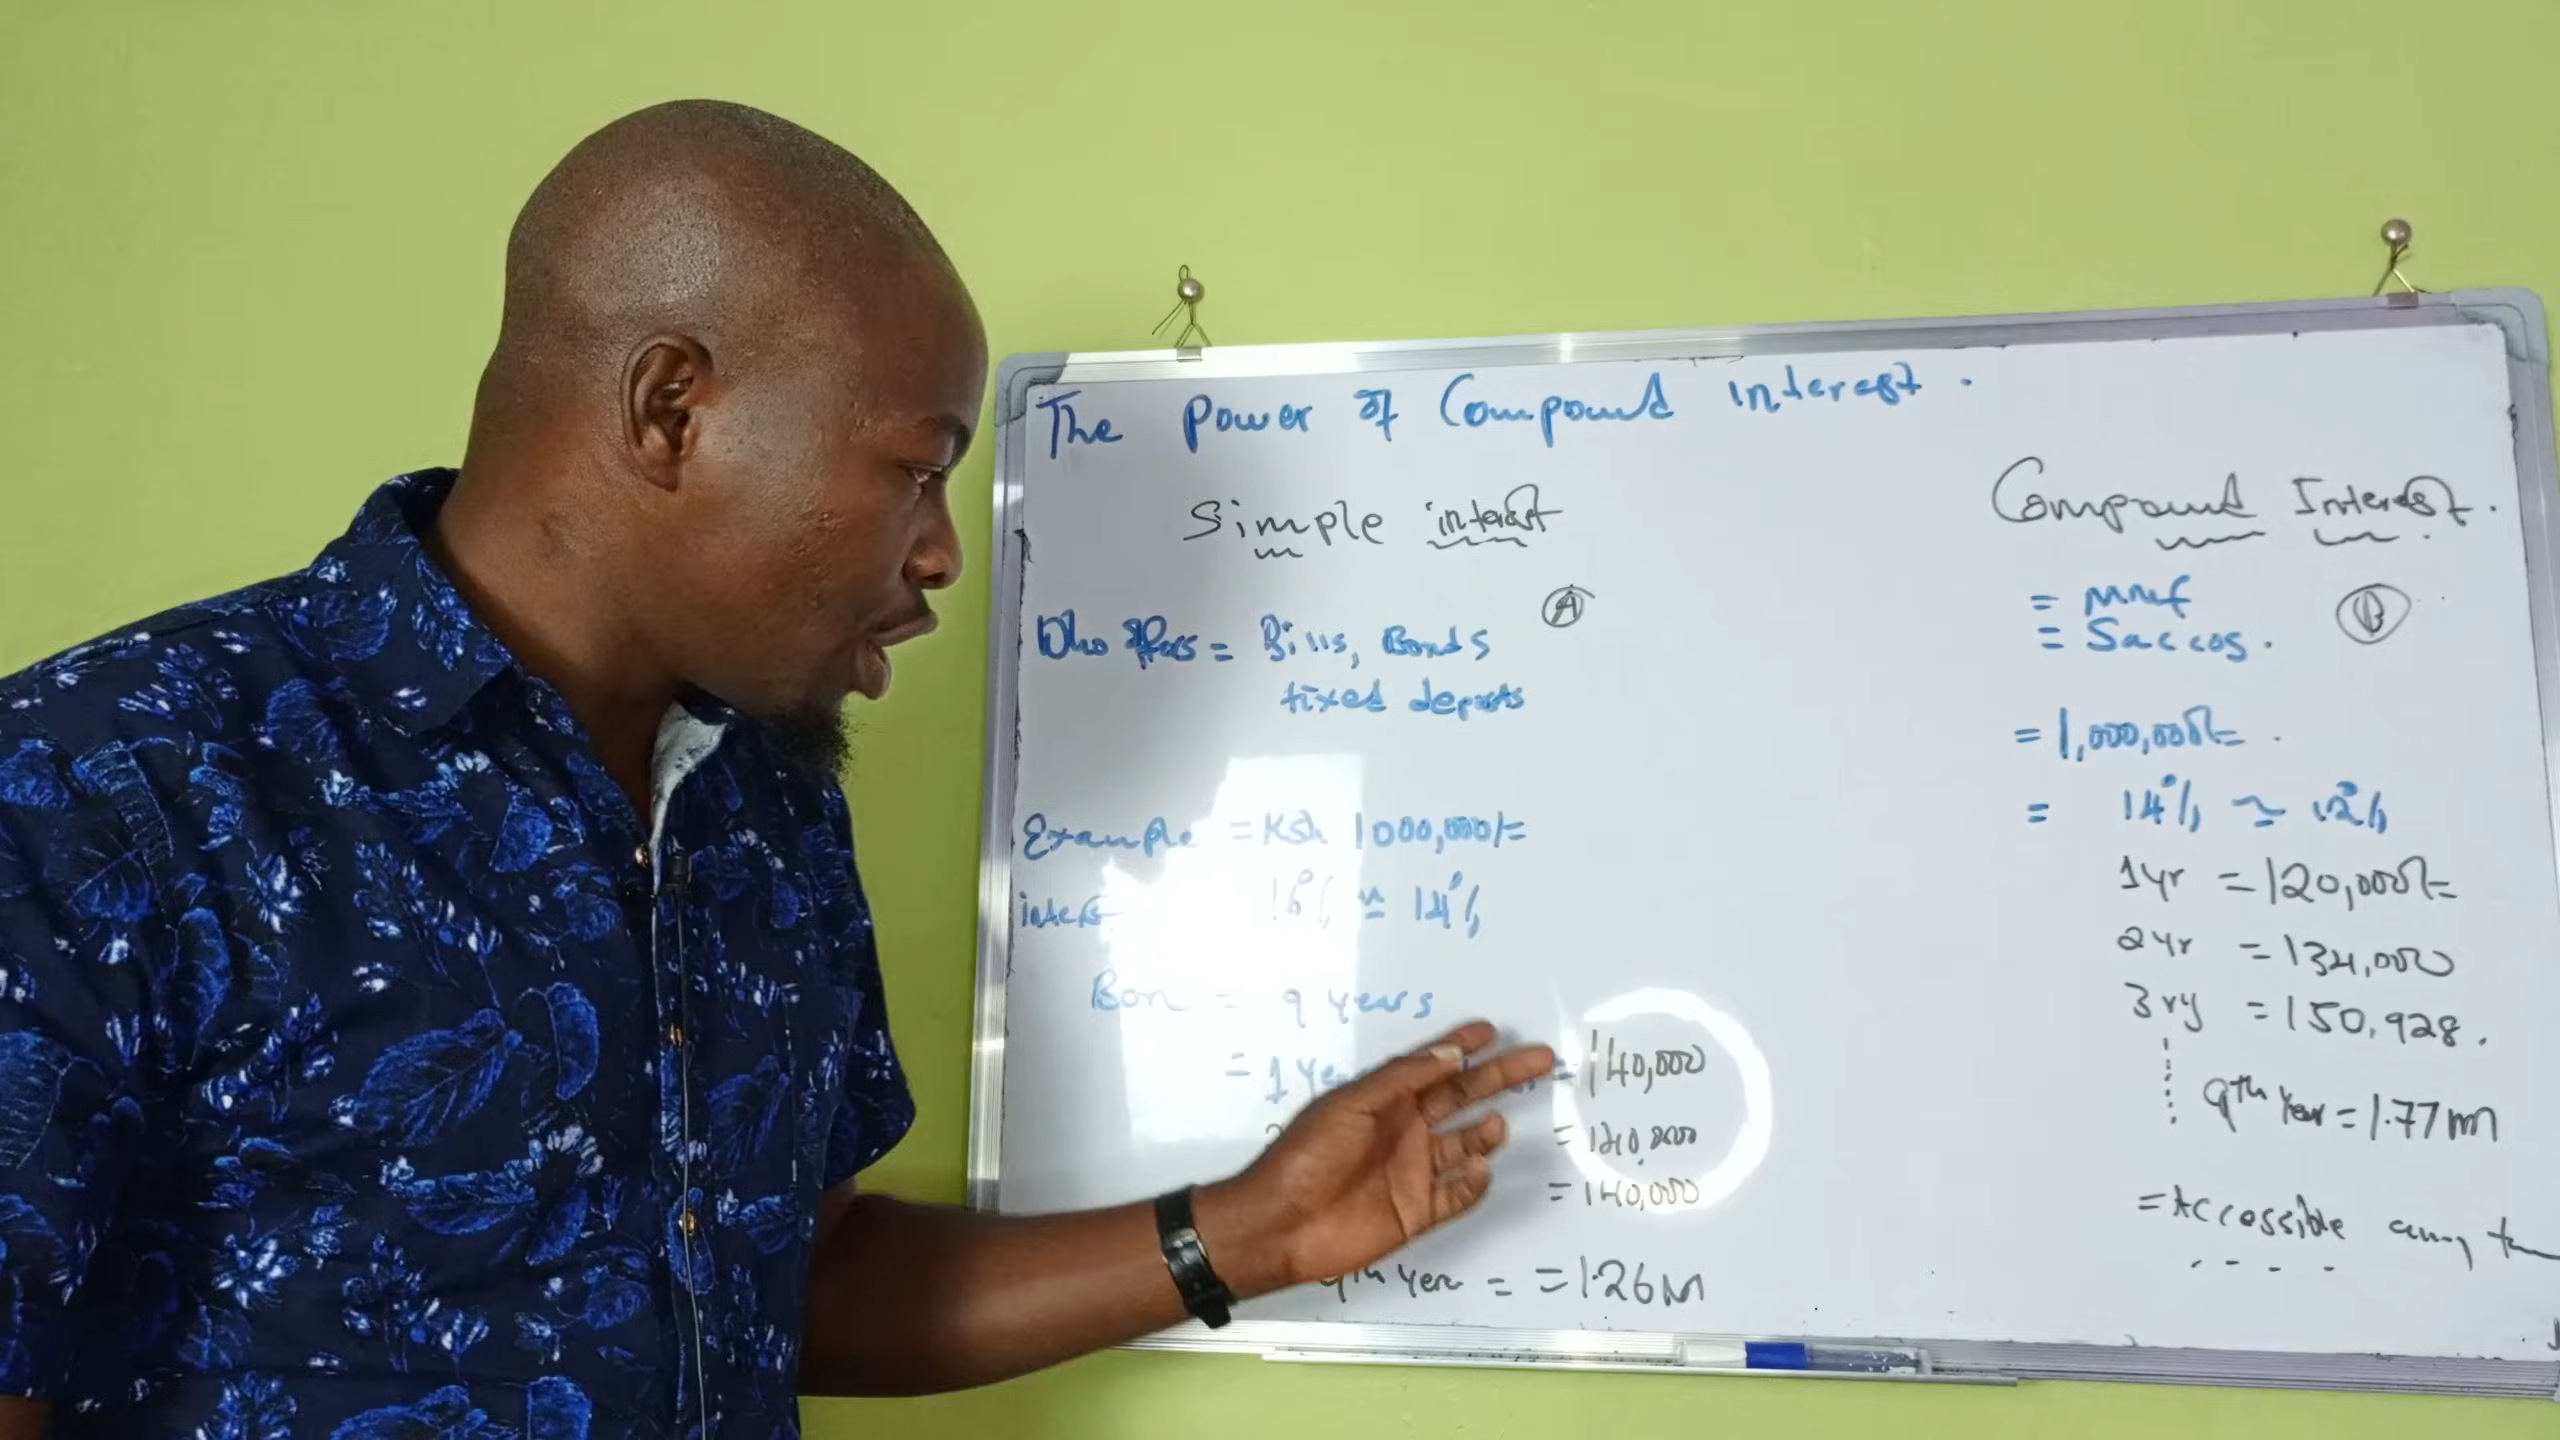 The Power of Compound interest.
Simple interest
A
Who offers = Bills, Bonds
fixed deposits
Example = Ksh 1000,000/=
interst 16% ≈ 14%
Bon = 9 years
= 1 Year = 140,000
= 140,000
= 140,000
9th Year = = 1.26M
Compound Interest.
= MMf
B
= Saccos.
= 1,000,000/= .
= 14% ≈ 12%
1yr = 120,000/=
2yr = 134,000
3ry = 150,928.
9th Year = 1.77m
= Accessible any